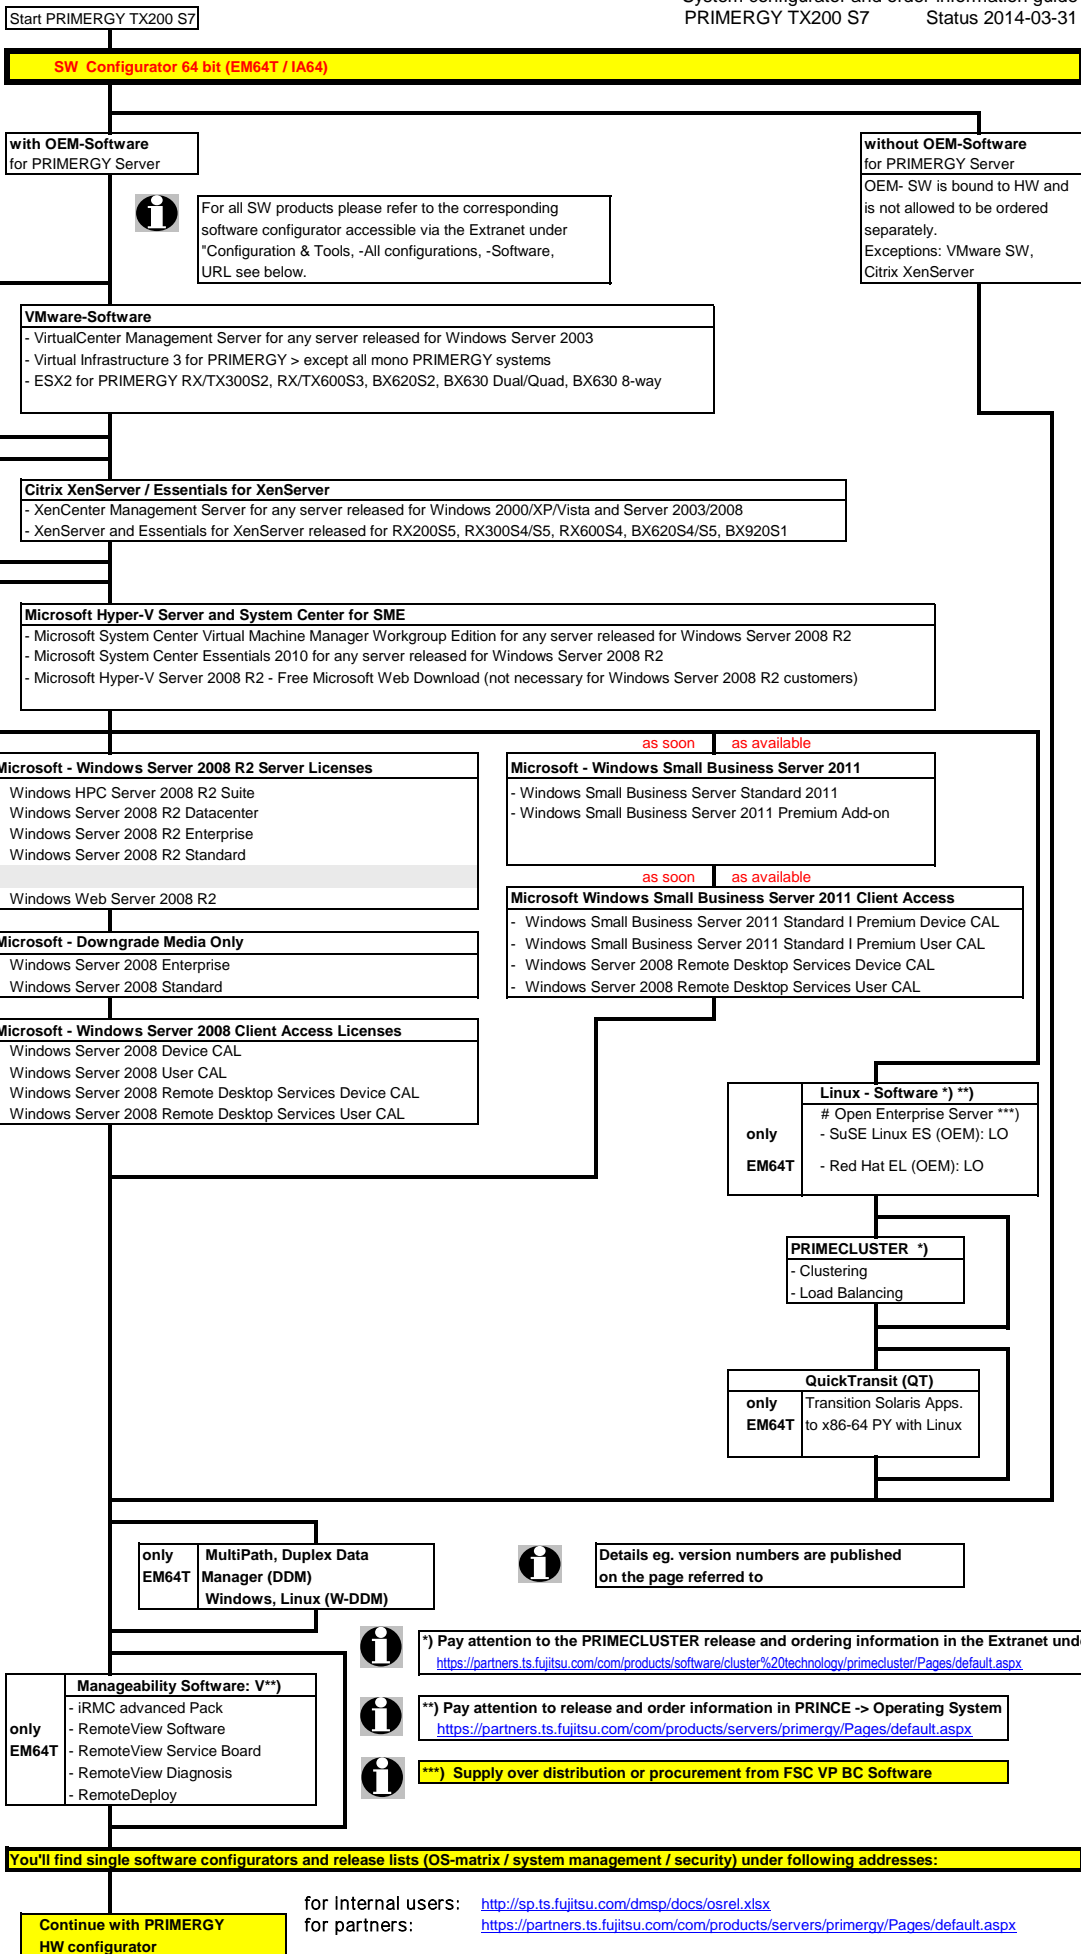 System configurator and order-information guide
Start PRIMERGY TX200 S7
PRIMERGY TX200 S7 Status 2014-03-31
SW Configurator 64 bit (EM64T / IA64)
with OEM-Software
for PRIMERGY Server
without OEM-Software
for PRIMERGY Server
OEM- SW is bound to HW and
is not allowed to be ordered
separately.
Exceptions: VMware SW,
Citrix XenServer
For all SW products please refer to the corresponding
software configurator accessible via the Extranet under
"Configuration & Tools, -All configurations, -Software,
URL see below.
VMware-Software
- VirtualCenter Management Server for any server released for Windows Server 2003
- Virtual Infrastructure 3 for PRIMERGY > except all mono PRIMERGY systems
- ESX2 for PRIMERGY RX/TX300S2, RX/TX600S3, BX620S2, BX630 Dual/Quad, BX630 8-way
Citrix XenServer / Essentials for XenServer
- XenCenter Management Server for any server released for Windows 2000/XP/Vista and Server 2003/2008
- XenServer and Essentials for XenServer released for RX200S5, RX300S4/S5, RX600S4, BX620S4/S5, BX920S1
Microsoft Hyper-V Server and System Center for SME
- Microsoft System Center Virtual Machine Manager Workgroup Edition for any server released for Windows Server 2008 R2
- Microsoft System Center Essentials 2010 for any server released for Windows Server 2008 R2
- Microsoft Hyper-V Server 2008 R2 - Free Microsoft Web Download (not necessary for Windows Server 2008 R2 customers)
Microsoft - Windows Server 2008 R2 Server Licenses
Windows HPC Server 2008 R2 Suite
Windows Server 2008 R2 Datacenter
Windows Server 2008 R2 Enterprise
Windows Server 2008 R2 Standard
Windows Web Server 2008 R2
Microsoft - Downgrade Media Only
Windows Server 2008 Enterprise
Windows Server 2008 Standard
Microsoft - Windows Server 2008 Client Access Licenses
Windows Server 2008 Device CAL
Windows Server 2008 User CAL
Windows Server 2008 Remote Desktop Services Device CAL
Windows Server 2008 Remote Desktop Services User CAL
as soon as available
Microsoft - Windows Small Business Server 2011
- Windows Small Business Server Standard 2011
- Windows Small Business Server 2011 Premium Add-on
as soon as available
Microsoft Windows Small Business Server 2011 Client Access
- Windows Small Business Server 2011 Standard I Premium Device CAL
- Windows Small Business Server 2011 Standard I Premium User CAL
- Windows Server 2008 Remote Desktop Services Device CAL
- Windows Server 2008 Remote Desktop Services User CAL
Linux - Software *) **)
# Open Enterprise Server ***)
only - SuSE Linux ES (OEM): LO
EM64T - Red Hat EL (OEM): LO
PRIMECLUSTER *)
- Clustering
- Load Balancing
QuickTransit (QT)
only Transition Solaris Apps.
EM64T to x86-64 PY with Linux
only MultiPath, Duplex Data
EM64T Manager (DDM)
Windows, Linux (W-DDM)
Details eg. version numbers are published
on the page referred to
*) Pay attention to the PRIMECLUSTER release and ordering information in the Extranet und
https://partners.ts.fujitsu.com/com/products/software/cluster%20technology/primecluster/Pages/default.aspx
Manageability Software: V**)
- iRMC advanced Pack
only - RemoteView Software
EM64T - RemoteView Service Board
- RemoteView Diagnosis
- RemoteDeploy
**) Pay attention to release and order information in PRINCE -> Operating System
https://partners.ts.fujitsu.com/com/products/servers/primergy/Pages/default.aspx
***) Supply over distribution or procurement from FSC VP BC Software
You'll find single software configurators and release lists (OS-matrix / system management / security) under following addresses:
for Internal users: http://sp.ts.fujitsu.com/dmsp/docs/osrel.xlsx
for partners: https://partners.ts.fujitsu.com/com/products/servers/primergy/Pages/default.aspx
Continue with PRIMERGY
HW configurator